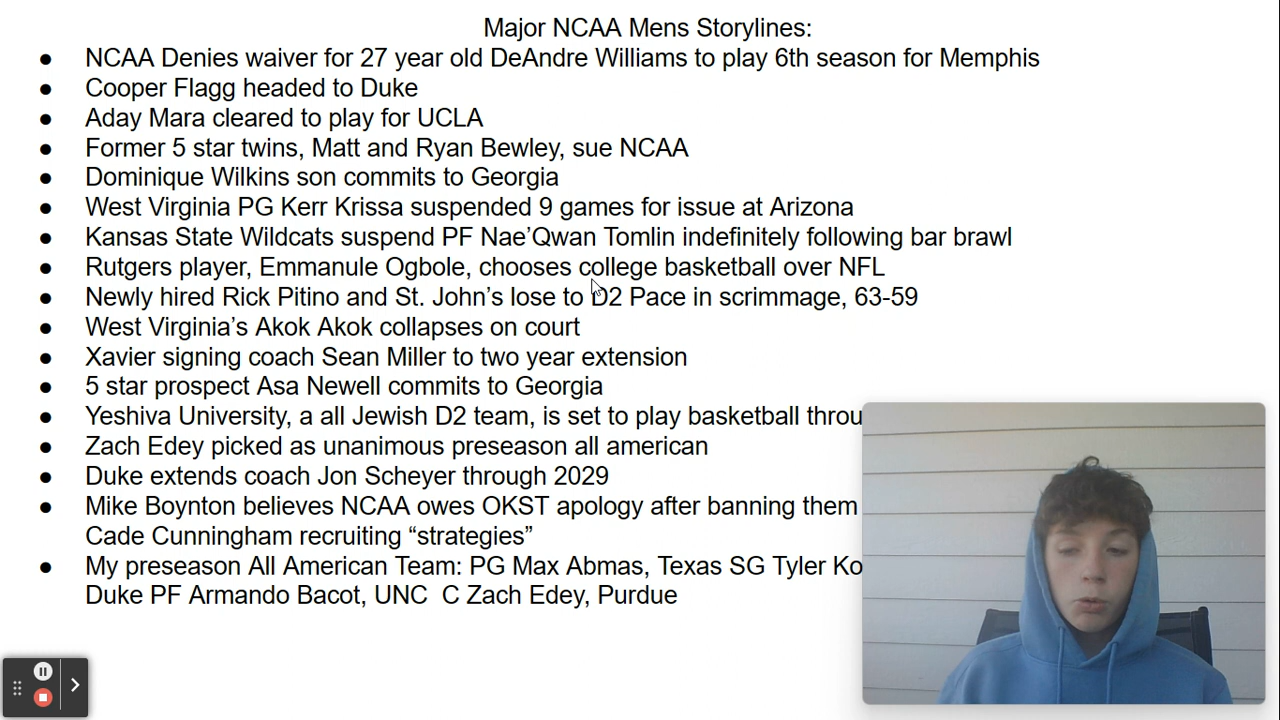 Major NCAA Mens Storylines:
● NCAA Denies waiver for 27 year old DeAndre Williams to play 6th season for Memphis
● Cooper Flagg headed to Duke
● Aday Mara cleared to play for UCLA
● Former 5 star twins, Matt and Ryan Bewley, sue NCAA
● Dominique Wilkins son commits to Georgia
● West Virginia PG Kerr Krissa suspended 9 games for issue at Arizona
● Kansas State Wildcats suspend PF Nae’Qwan Tomlin indefinitely following bar brawl
● Rutgers player, Emmanule Ogbole, chooses college basketball over NFL
● Newly hired Rick Pitino and St. John’s lose to D2 Pace in scrimmage, 63-59
● West Virginia’s Akok Akok collapses on court
● Xavier signing coach Sean Miller to two year extension
● 5 star prospect Asa Newell commits to Georgia
● Yeshiva University, a all Jewish D2 team, is set to play basketball throu
● Zach Edey picked as unanimous preseason all american
● Duke extends coach Jon Scheyer through 2029
● Mike Boynton believes NCAA owes OKST apology after banning them
Cade Cunningham recruiting “strategies”
● My preseason All American Team: PG Max Abmas, Texas SG Tyler Ko
Duke PF Armando Bacot, UNC  C Zach Edey, Purdue